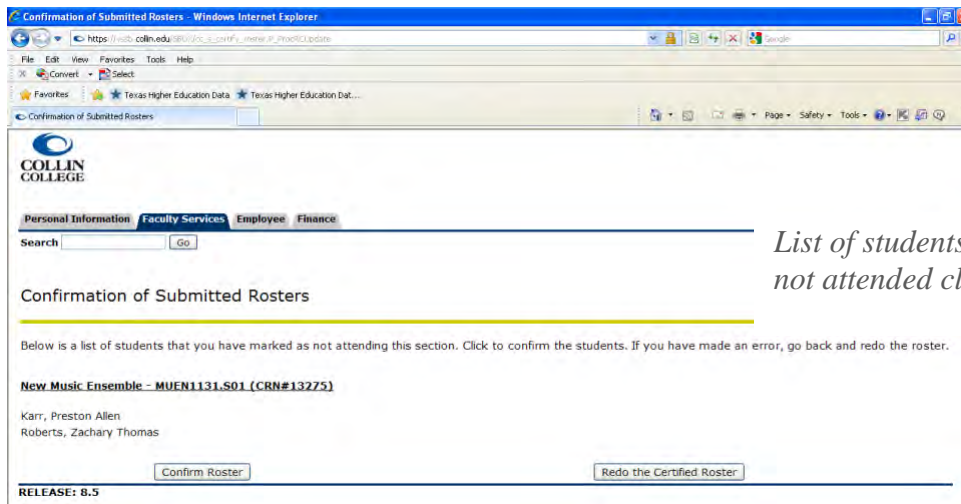 Confirmation of Submitted Rosters - Windows Internet Explorer
collin.edu
File Edit View Favorites Tools Help
Convert Select
Favorites Texas Higher Education Data Texas Higher Education Dat...
Confirmation of Submitted Rosters Page Safety Tools
COLLIN
COLLEGE
Personal Information Faculty Services Employee Finance
Search Go
List of students
not attended cl
Confirmation of Submitted Rosters
Below is a list of students that you have marked as not attending this section. Click to confirm the students. If you have made an error, go back and redo the roster.
New Music Ensemble - MUEN1131.S01 (CRN#13275)
Karr, Preston Allen
Roberts, Zachary Thomas
Confirm Roster Redo the Certified Roster
RELEASE: 8.5